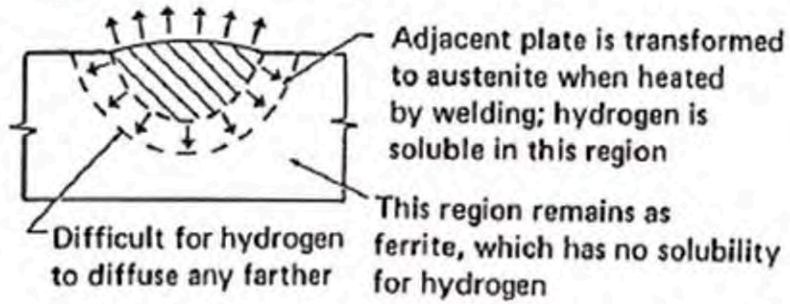 Adjacent plate is transformed
to austenite when heated
by welding; hydrogen is
soluble in this region
This region remains as
ferrite, which has no solubility
for hydrogen
Difficult for hydrogen
to diffuse any farther